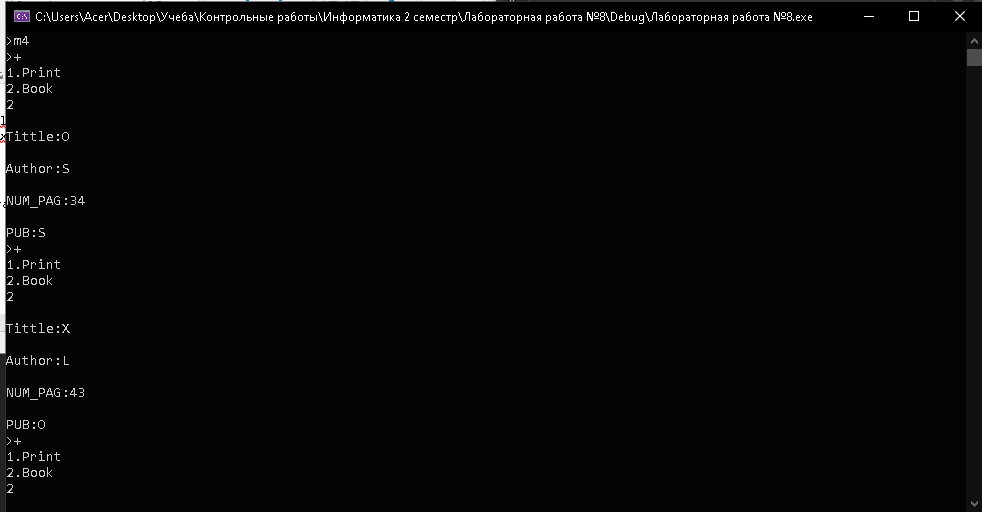 C:\Users\Acer\Desktop\Учеба\Контрольные работы\Информатика 2 семестр\Лабораторная работа №8\Debug\Лабораторная работа №8.exe
>m4
>+
1.Print
2.Book
2
Tittle:O
Author:S
NUM_PAG:34
PUB:S
>+
1.Print
2.Book
2
Tittle:X
Author:L
NUM_PAG:43
PUB:O
>+
1.Print
2.Book
2